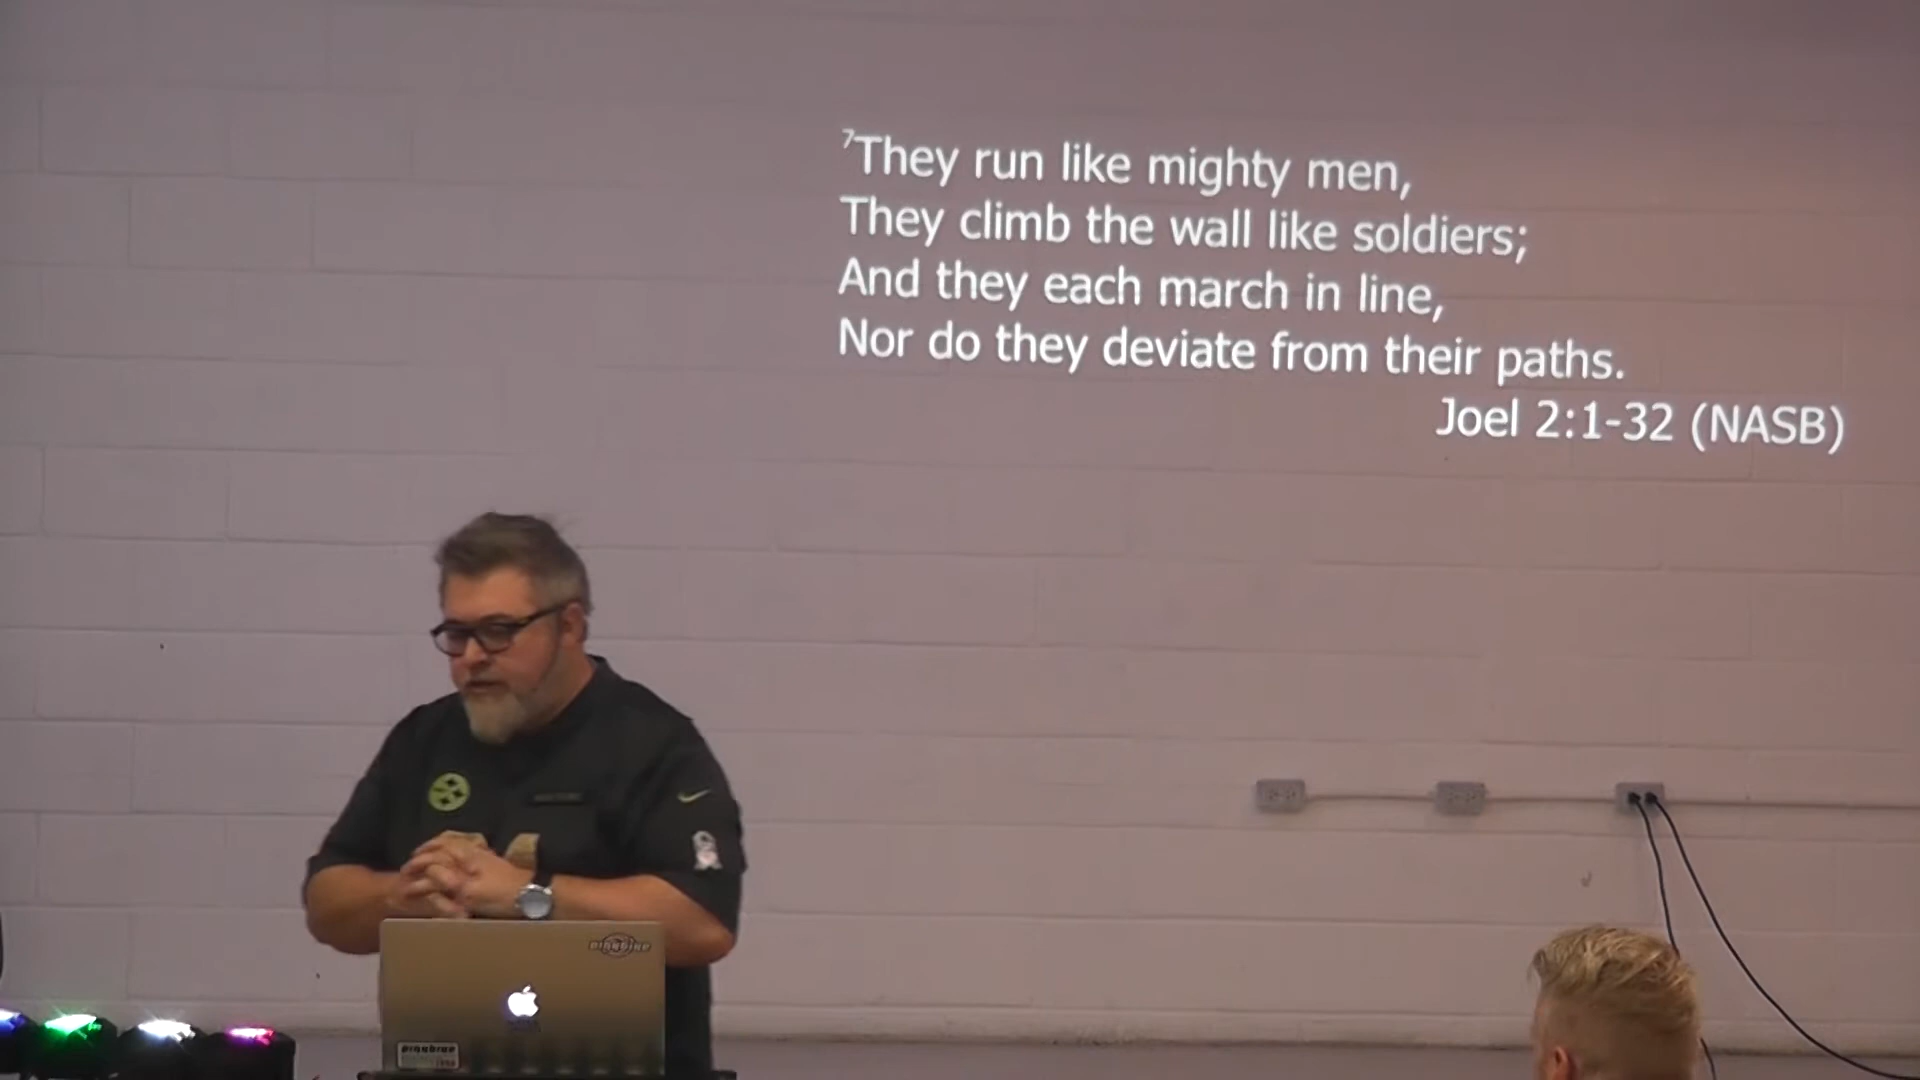 ⁷They run like mighty men,
They climb the wall like soldiers;
And they each march in line,
Nor do they deviate from their paths.
Joel 2:1-32 (NASB)